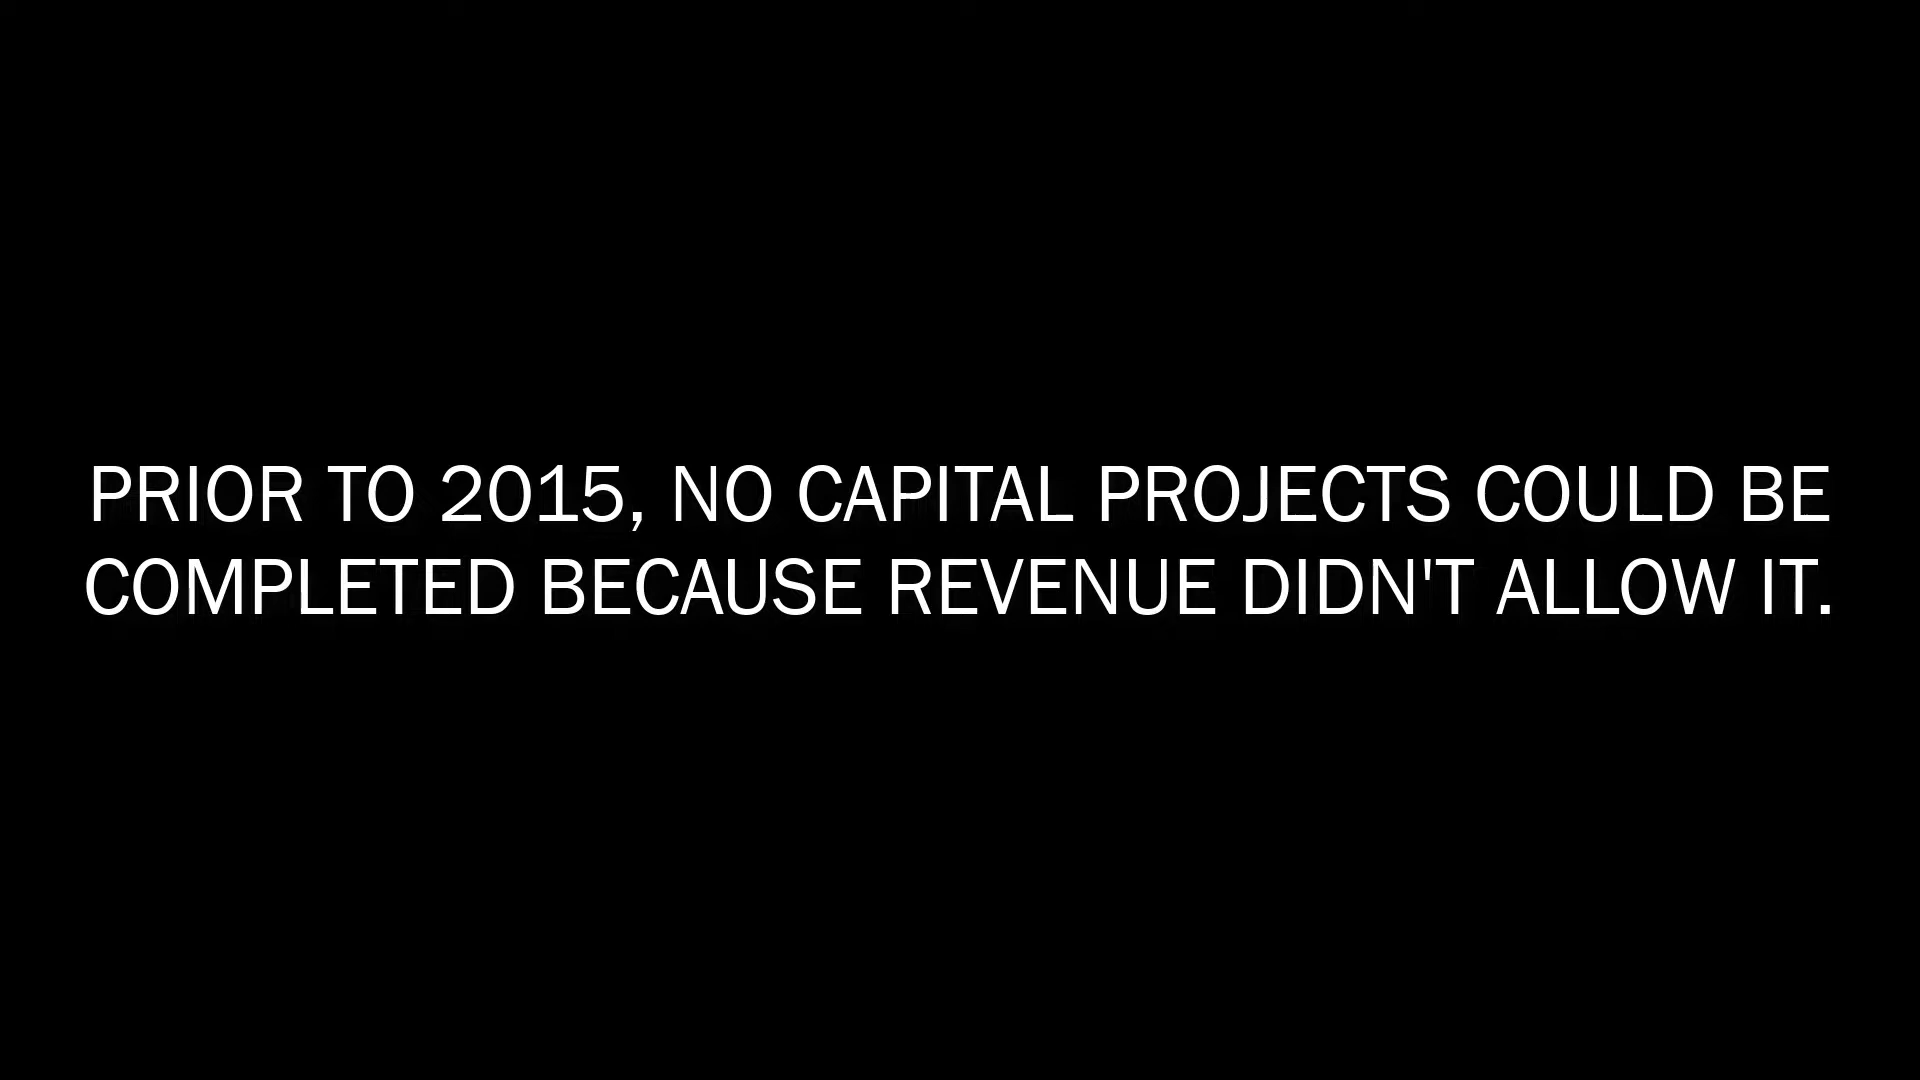 PRIOR TO 2015, NO CAPITAL PROJECTS COULD BE
COMPLETED BECAUSE REVENUE DIDN'T ALLOW IT.